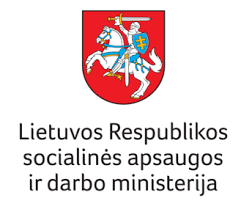 Lietuvos Respublikos
socialinės apsaugos
ir darbo ministerija